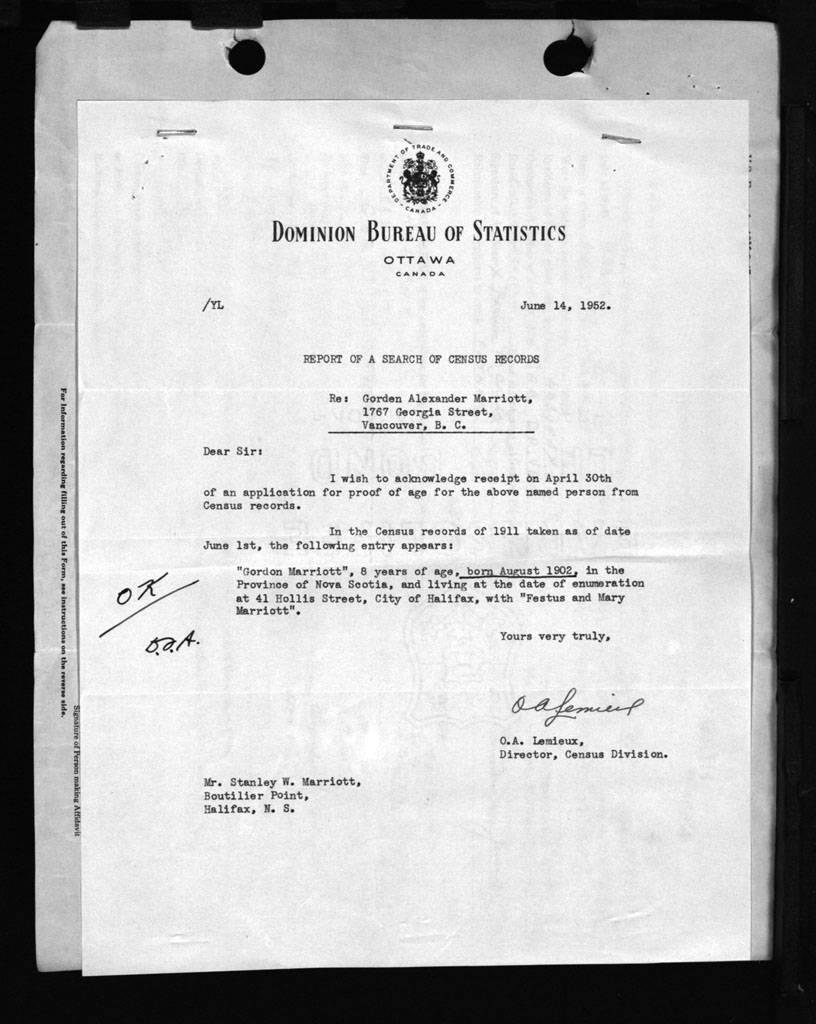 DEPARTMENT OF TRADE AND COMMERCE
- CANADA -
DOMINION BUREAU OF STATISTICS
OTTAWA
CANADA
/YL June 14, 1952.
REPORT OF A SEARCH OF CENSUS RECORDS
Re: Gorden Alexander Marriott,
1767 Georgia Street,
Vancouver, B. C.
Dear Sir:
I wish to acknowledge receipt on April 30th
of an application for proof of age for the above named person from
Census records.
In the Census records of 1911 taken as of date
June 1st, the following entry appears:
"Gordon Marriott", 8 years of age, born August 1902, in the
Province of Nova Scotia, and living at the date of enumeration
at 41 Hollis Street, City of Halifax, with "Festus and Mary
Marriott".
OK
Yours very truly,
OALemieux
O.A. Lemieux,
Director, Census Division.
Mr. Stanley W. Marriott,
Boutilier Point,
Halifax, N. S.
For Information regarding filling out of this Form, see instructions on the reverse side.
Signature of Person making Affidavit